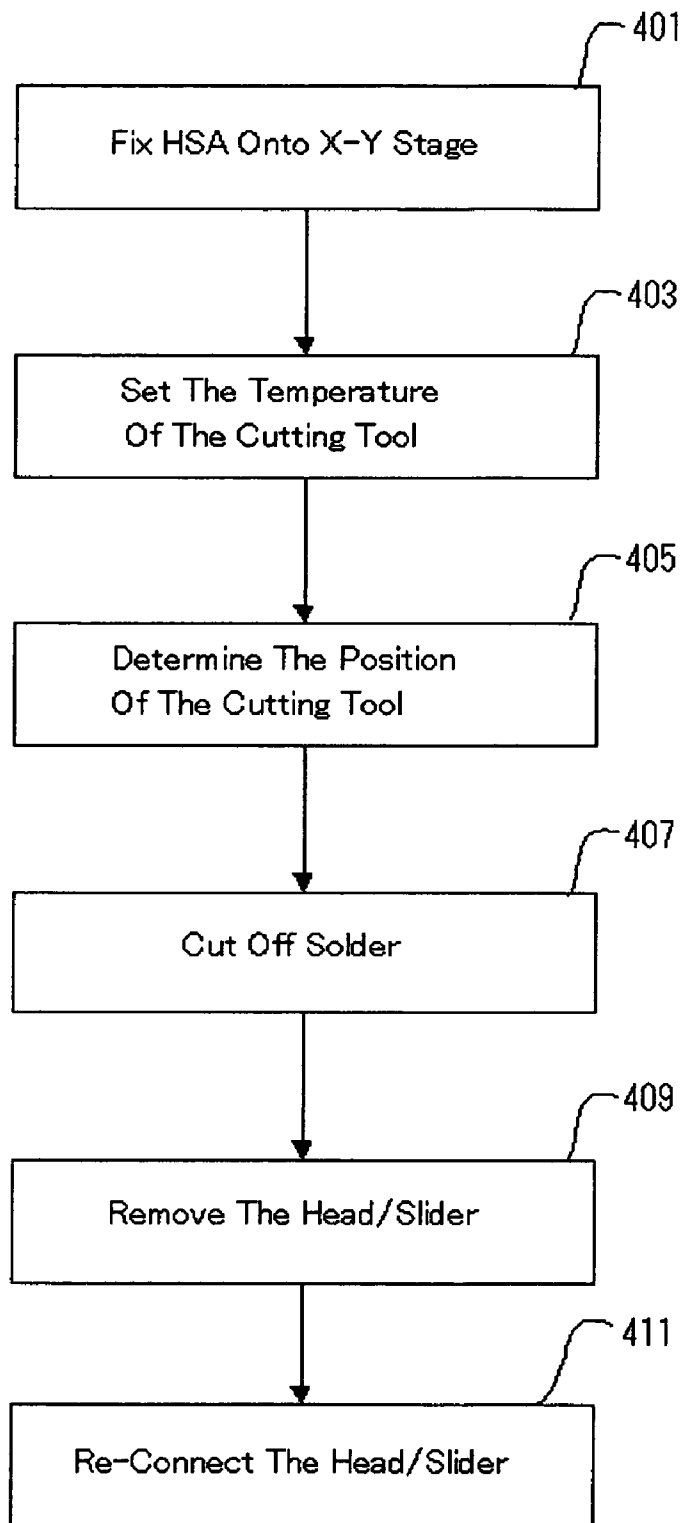 401
Fix HSA Onto X-Y Stage
403
Set The Temperature
Of The Cutting Tool
405
Determine The Position
Of The Cutting Tool
407
Cut Off Solder
409
Remove The Head/Slider
411
Re-Connect The Head/Slider